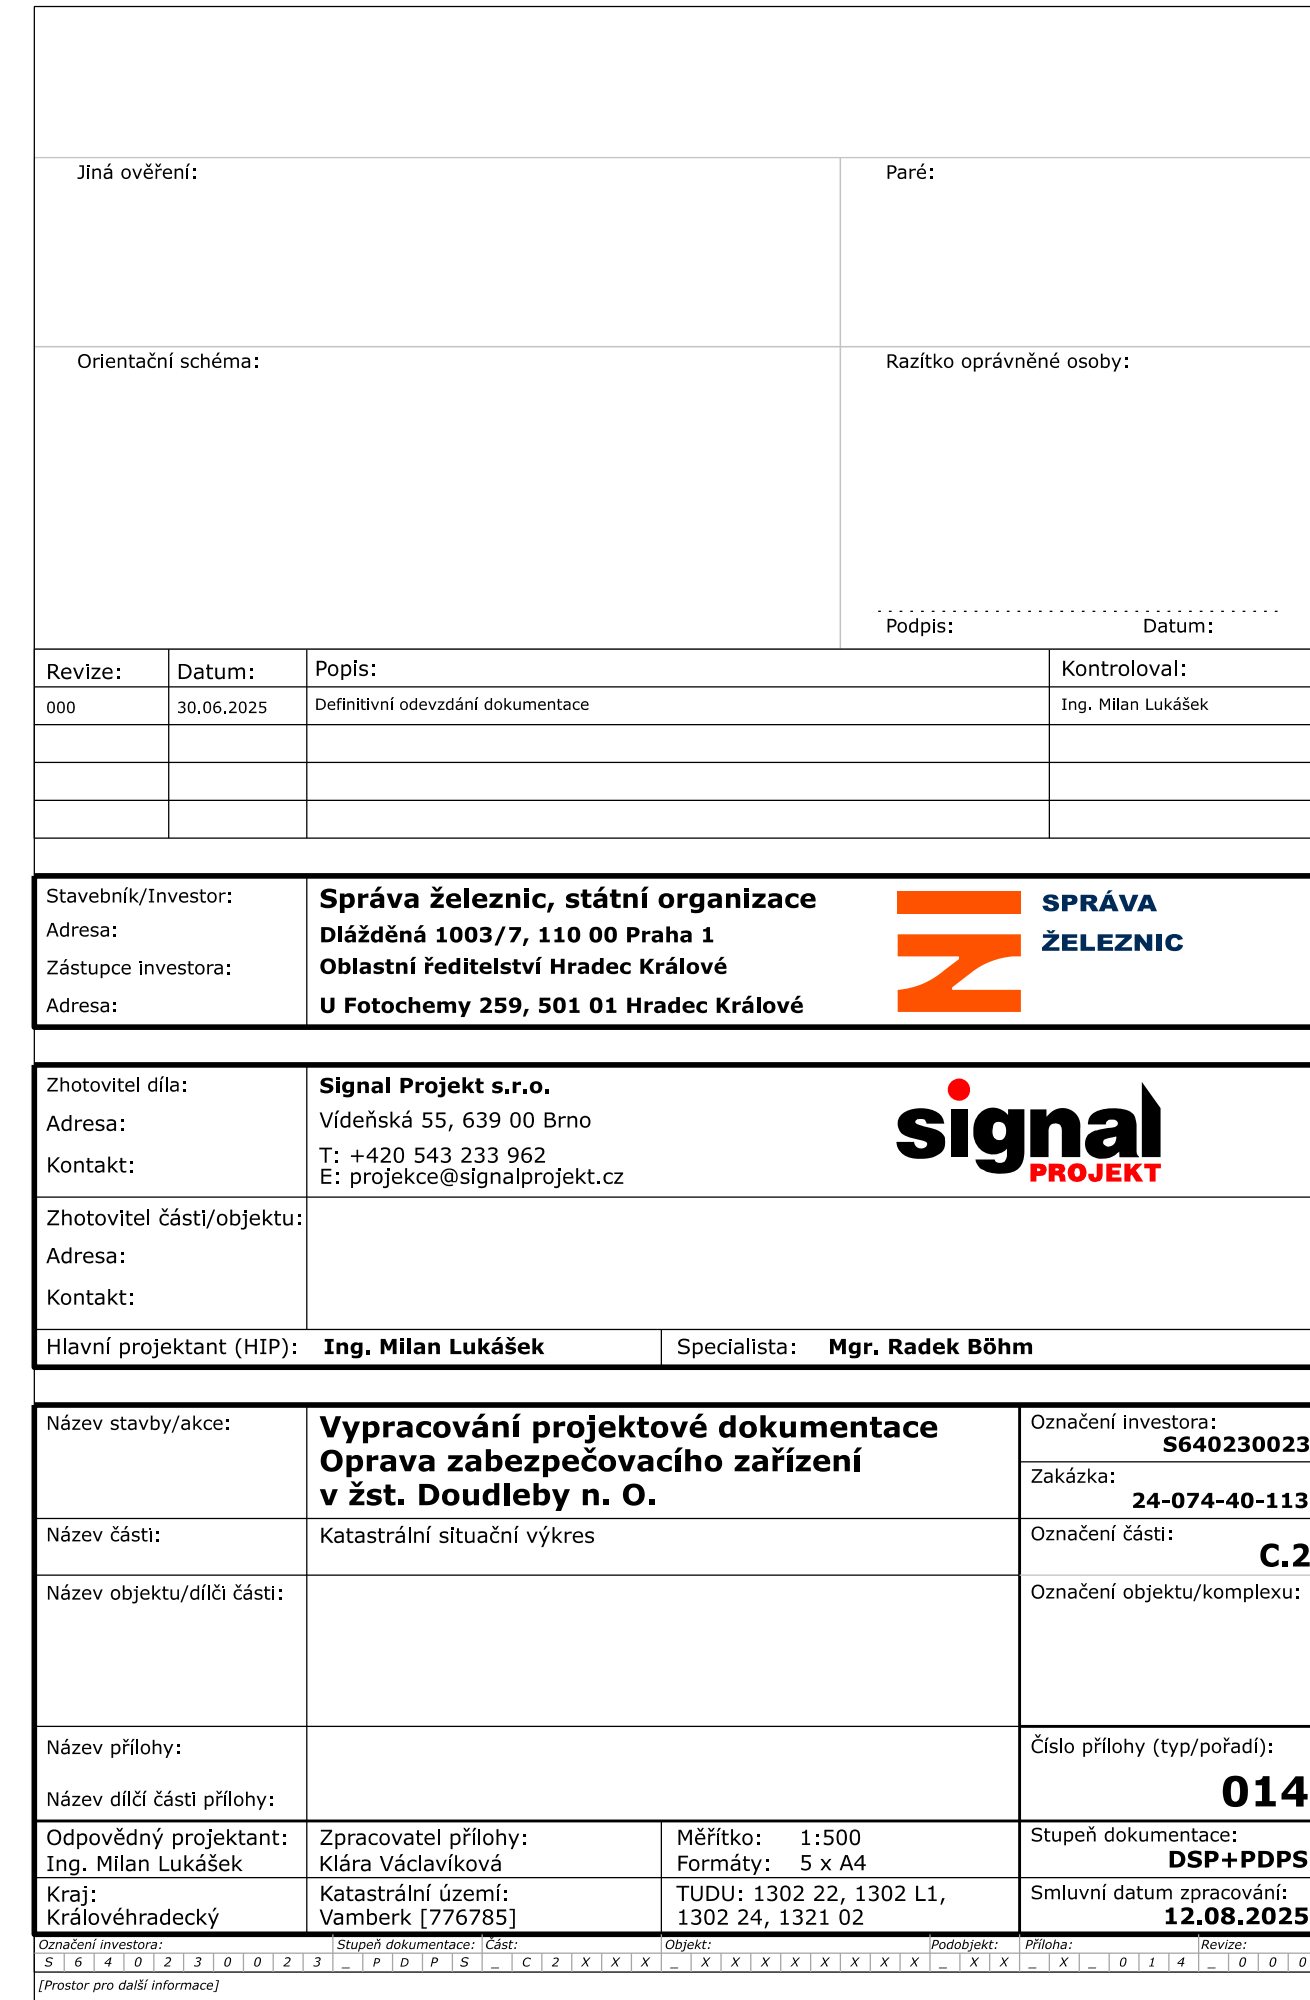 Jiná ověření: Paré:
Orientační schéma: Razítko oprávněné osoby:
Podpis: Datum:
Revize: Datum: Popis: Kontroloval:
000 30.06.2025 Definitivní odevzdání dokumentace Ing. Milan Lukášek
Stavebník/Investor: Správa železnic, státní organizace
Adresa: Dlážděná 1003/7, 110 00 Praha 1
Zástupce investora: Oblastní ředitelství Hradec Králové
Adresa: U Fotochemy 259, 501 01 Hradec Králové
SPRÁVA
ŽELEZNIC
Zhotovitel díla: Signal Projekt s.r.o.
Adresa: Vídeňská 55, 639 00 Brno
Kontakt: T: +420 543 233 962
E: projekce@signalprojekt.cz
signal
PROJEKT
Zhotovitel části/objektu:
Adresa:
Kontakt:
Hlavní projektant (HIP): Ing. Milan Lukášek Specialista: Mgr. Radek Böhm
Název stavby/akce: Vypracování projektové dokumentace
Oprava zabezpečovacího zařízení
v žst. Doudleby n. O.
Označení investora:
S640230023
Zakázka:
24-074-40-113
Název části: Katastrální situační výkres
Označení části:
C.2
Název objektu/dílči části: Označení objektu/komplexu:
Název přílohy: Číslo přílohy (typ/pořadí):
014
Název dílčí části přílohy:
Odpovědný projektant: Zpracovatel přílohy: Měřítko: 1:500 Stupeň dokumentace:
Ing. Milan Lukášek Klára Václavíková Formáty: 5 x A4 DSP+PDPS
Kraj: Katastrální území: TUDU: 1302 22, 1302 L1, Smluvní datum zpracování:
Královéhradecký Vamberk [776785] 1302 24, 1321 02 12.08.2025
Označení investora: Stupeň dokumentace: Část: Objekt: Podobjekt: Příloha: Revize:
S 6 4 0 2 3 0 0 2 3 _ P D P S _ C 2 X X X _ X X X X X X X X _ X X _ X _ 0 1 4 _ 0 0 0
[Prostor pro další informace]